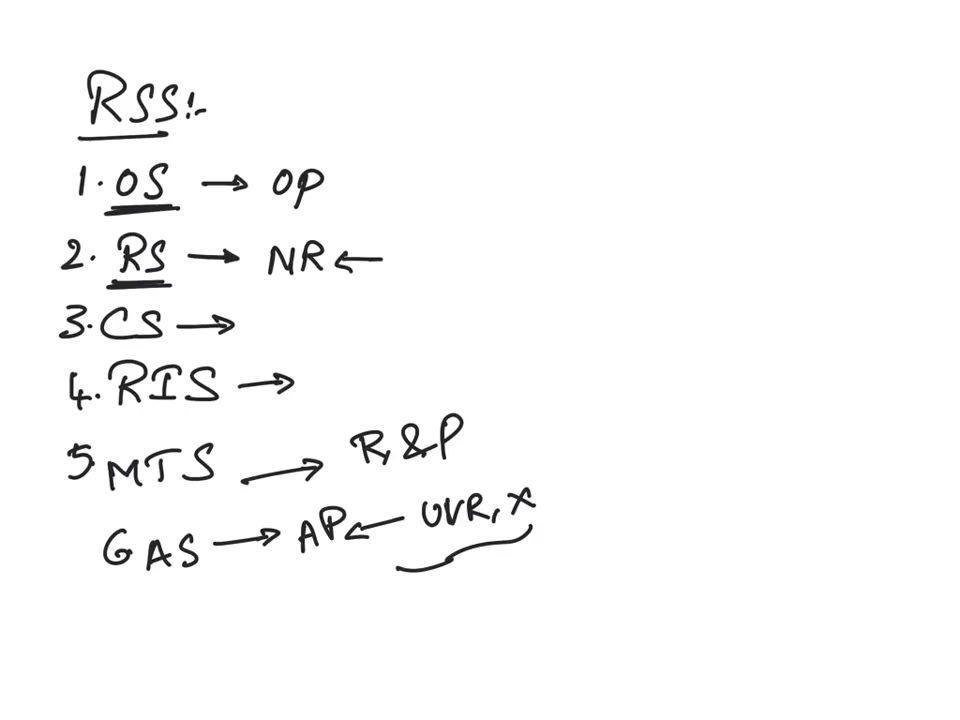 RSS:-
1. OS → OP
2. RS → NR ←
3. CS →
4. RIS →
5 MTS → R, & P
GAS → AP ← UVR, X